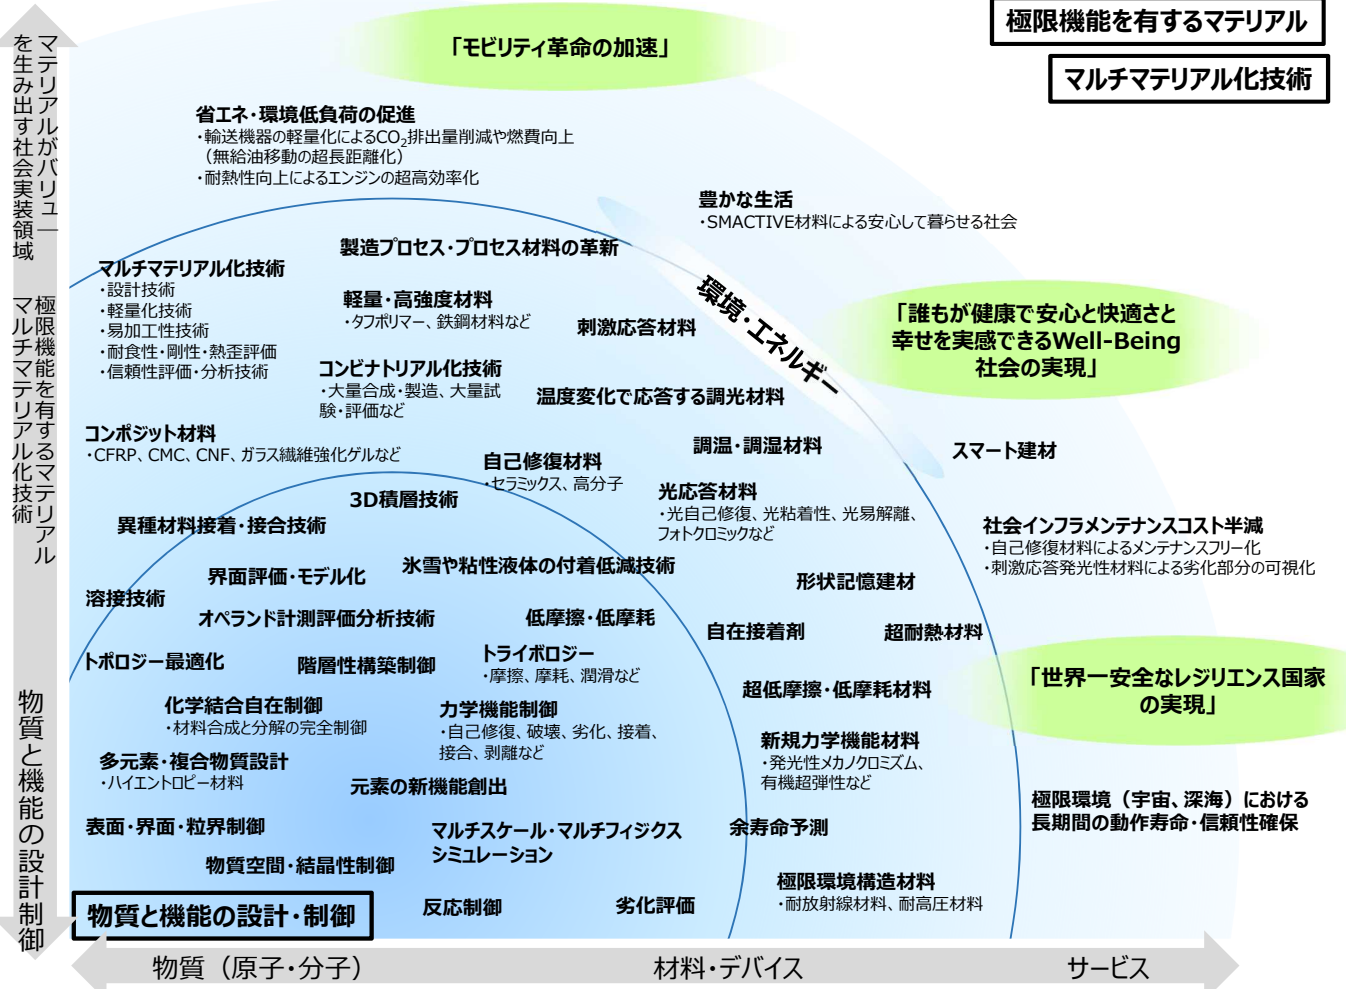 極限機能を有するマテリアル
マルチマテリアル化技術
「モビリティ革命の加速」
マテリアルがバリュー
を生み出す社会実装領域
極限機能を有するマテリアル
マルチマテリアル化技術
物質と機能の設計制御
省エネ・環境低負荷の促進
・輸送機器の軽量化によるCO₂排出量削減や燃費向上
（無給油移動の超長距離化）
・耐熱性向上によるエンジンの超高効率化
豊かな生活
・SMACTIVE材料による安心して暮らせる社会
製造プロセス・プロセス材料の革新
マルチマテリアル化技術
・設計技術
・軽量化技術
・易加工性技術
・耐食性・剛性・熱歪評価
・信頼性評価・分析技術
軽量・高強度材料
・タフポリマー、鉄鋼材料など
刺激応答材料
環境・エネルギー
「誰もが健康で安心と快適さと
幸せを実感できるWell-Being
社会の実現」
コンビナトリアル化技術
・大量合成・製造、大量試
験・評価など
温度変化で応答する調光材料
コンポジット材料
・CFRP、CMC、CNF、ガラス繊維強化ゲルなど
調温・調湿材料
スマート建材
自己修復材料
・セラミックス、高分子
3D積層技術
光応答材料
・光自己修復、光粘着性、光易解離、
フォトクロミックなど
異種材料接着・接合技術
社会インフラメンテナンスコスト半減
・自己修復材料によるメンテナンスフリー化
・刺激応答発光性材料による劣化部分の可視化
界面評価・モデル化
氷雪や粘性液体の付着低減技術
形状記憶建材
溶接技術
オペランド計測評価分析技術
低摩擦・低摩耗
自在接着剤
超耐熱材料
トポロジー最適化
階層性構築制御
トライボロジー
・摩擦、摩耗、潤滑など
「世界一安全なレジリエンス国家
の実現」
超低摩擦・低摩耗材料
化学結合自在制御
・材料合成と分解の完全制御
力学機能制御
・自己修復、破壊、劣化、接着、
接合、剥離など
新規力学機能材料
・発光性メカノクロミズム、
有機超弾性など
多元素・複合物質設計
・ハイエントロピー材料
元素の新機能創出
極限環境（宇宙、深海）における
長期間の動作寿命・信頼性確保
表面・界面・粒界制御
マルチスケール・マルチフィジクス
シミュレーション
余寿命予測
物質空間・結晶性制御
極限環境構造材料
・耐放射線材料、耐高圧材料
物質と機能の設計・制御
反応制御
劣化評価
物質（原子・分子）
材料・デバイス
サービス